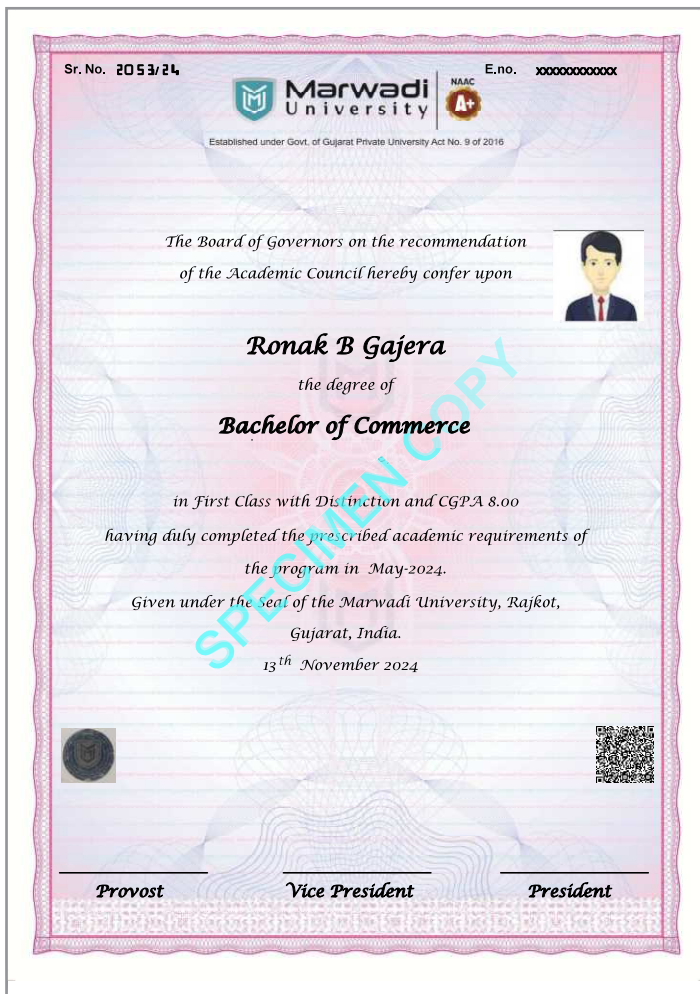 Sr. No. 2053/24
E.no. xxxxxxxxxxxx
Marwadi
University
NAAC
A+
Established under Govt. of Gujarat Private University Act No. 9 of 2016
The Board of Governors on the recommendation
of the Academic Council hereby confer upon
Ronak B Gajera
the degree of
Bachelor of Commerce
in First Class with Distinction and CGPA 8.00
having duly completed the prescribed academic requirements of
the program in May-2024.
Given under the Seal of the Marwadi University, Rajkot,
Gujarat, India.
13th November 2024
SPECIMEN COPY
Provost
Vice President
President